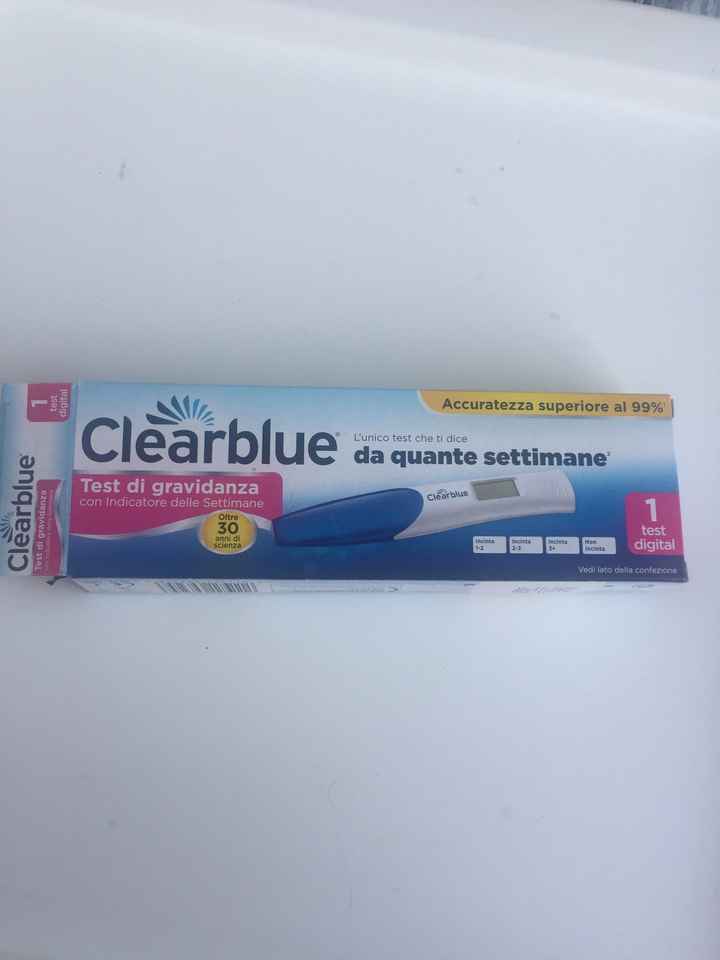 1
test
digital
Clearblue
Test di gravidanza
Accuratezza superiore al 99%¹
Clearblue®
L'unico test che ti dice
da quante settimane²
Test di gravidanza
con Indicatore delle Settimane
Oltre
30
anni di
scienza
Clearblue
Incinta
1-2
Incinta
2-3
Incinta
3+
Non
Incinta
1
test
digital
Vedi lato della confezione